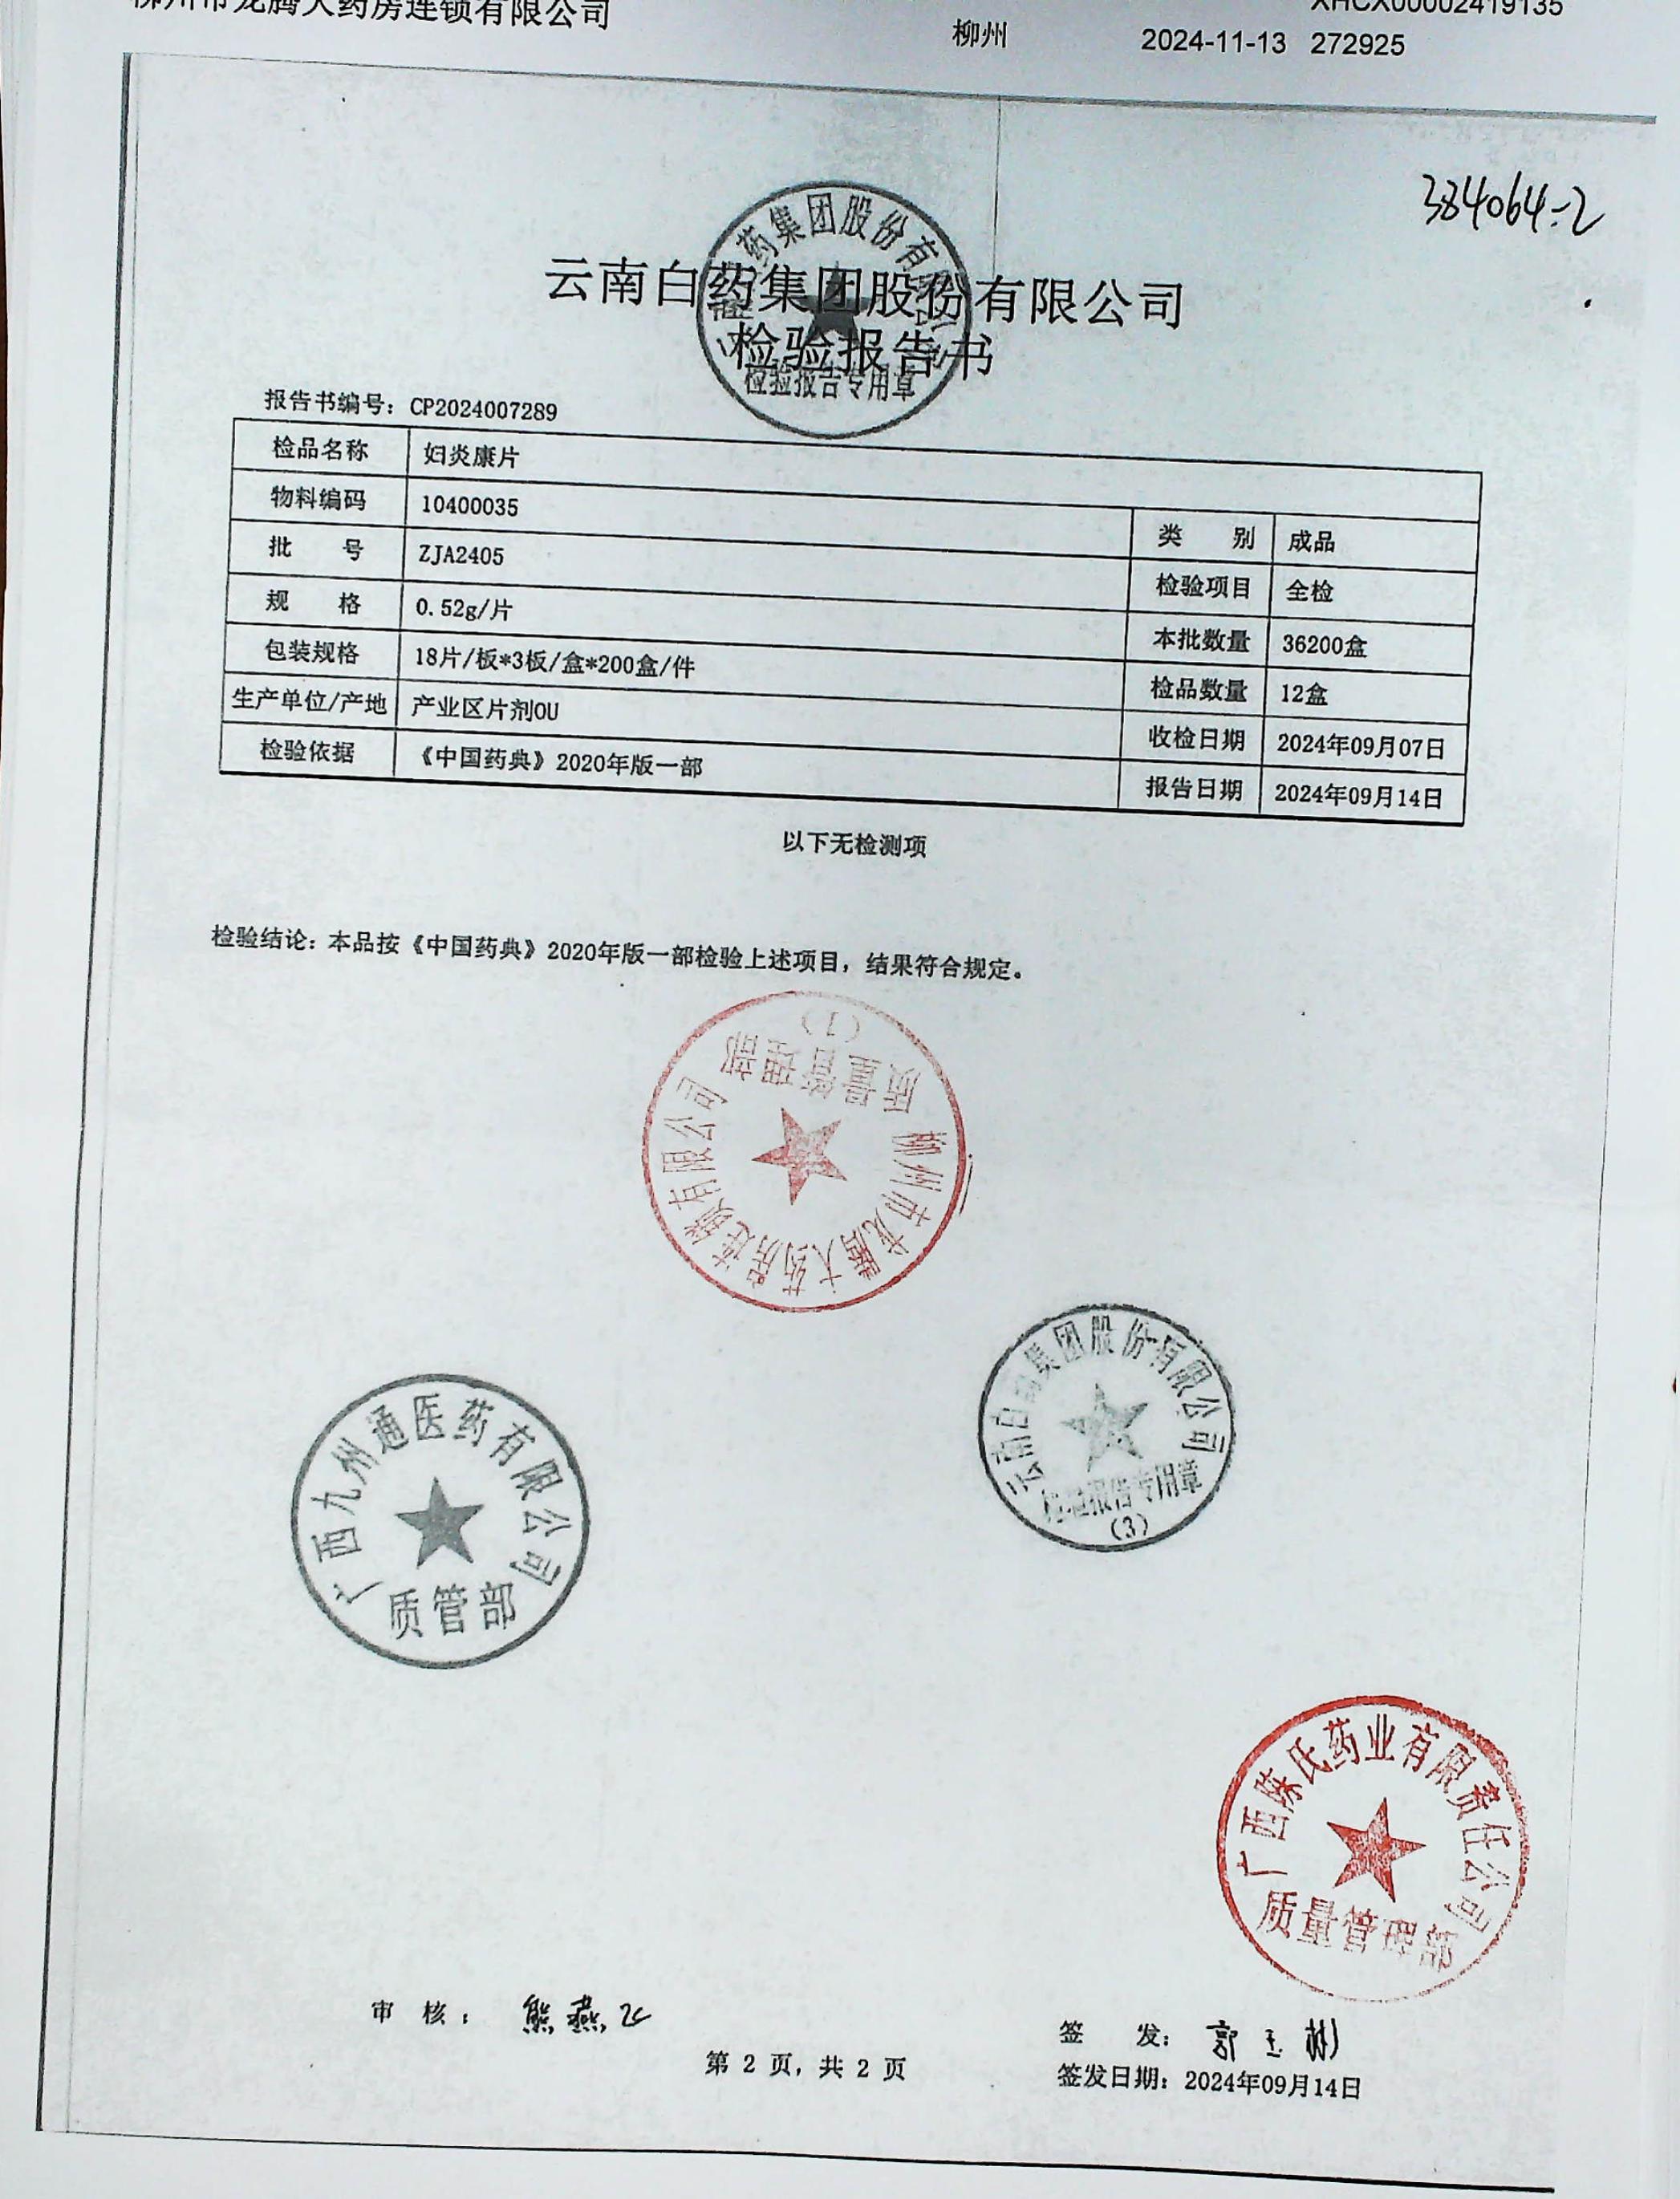 柳州市龙腾大药房连锁有限公司
XHCX00002419135
柳州 2024-11-13 272925
384064-2
云南白药集团股份有限公司
检验报告书
检验报告专用章
报告书编号：CP2024007289
检品名称 妇炎康片
物料编码 10400035 类 别 成品
批 号 ZJA2405 检验项目 全检
规 格 0.52g/片 本批数量 36200盒
包装规格 18片/板*3板/盒*200盒/件 检品数量 12盒
生产单位/产地 产业区片剂OU 收检日期 2024年09月07日
检验依据 《中国药典》2020年版一部 报告日期 2024年09月14日
以下无检测项
检验结论：本品按《中国药典》2020年版一部检验上述项目，结果符合规定。
柳州市龙腾大药房连锁有限公司
质量管理部
(1)
云南白药集团股份有限公司
检验报告专用章
(3)
广西九州通医药有限公司
质管部
广西陈氏药业有限责任公司
质量管理部
审 核： 熊燕飞
签 发：
第 2 页，共 2 页
签发日期：2024年09月14日